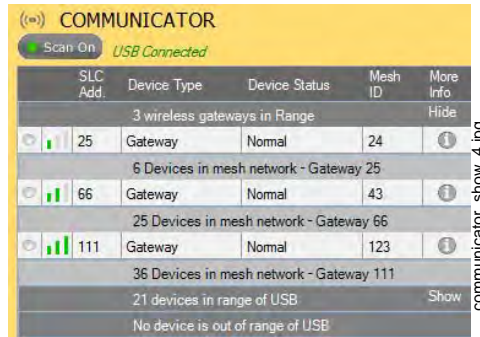 ((=)) COMMUNICATOR
Scan On USB Connected
SLC Add. Device Type Device Status Mesh ID More Info
3 wireless gateways in Range Hide
25 Gateway Normal 24
6 Devices in mesh network - Gateway 25
66 Gateway Normal 43
25 Devices in mesh network - Gateway 66
111 Gateway Normal 123
36 Devices in mesh network - Gateway 111
21 devices in range of USB Show
No device is out of range of USB
communicator_show_4.jpg